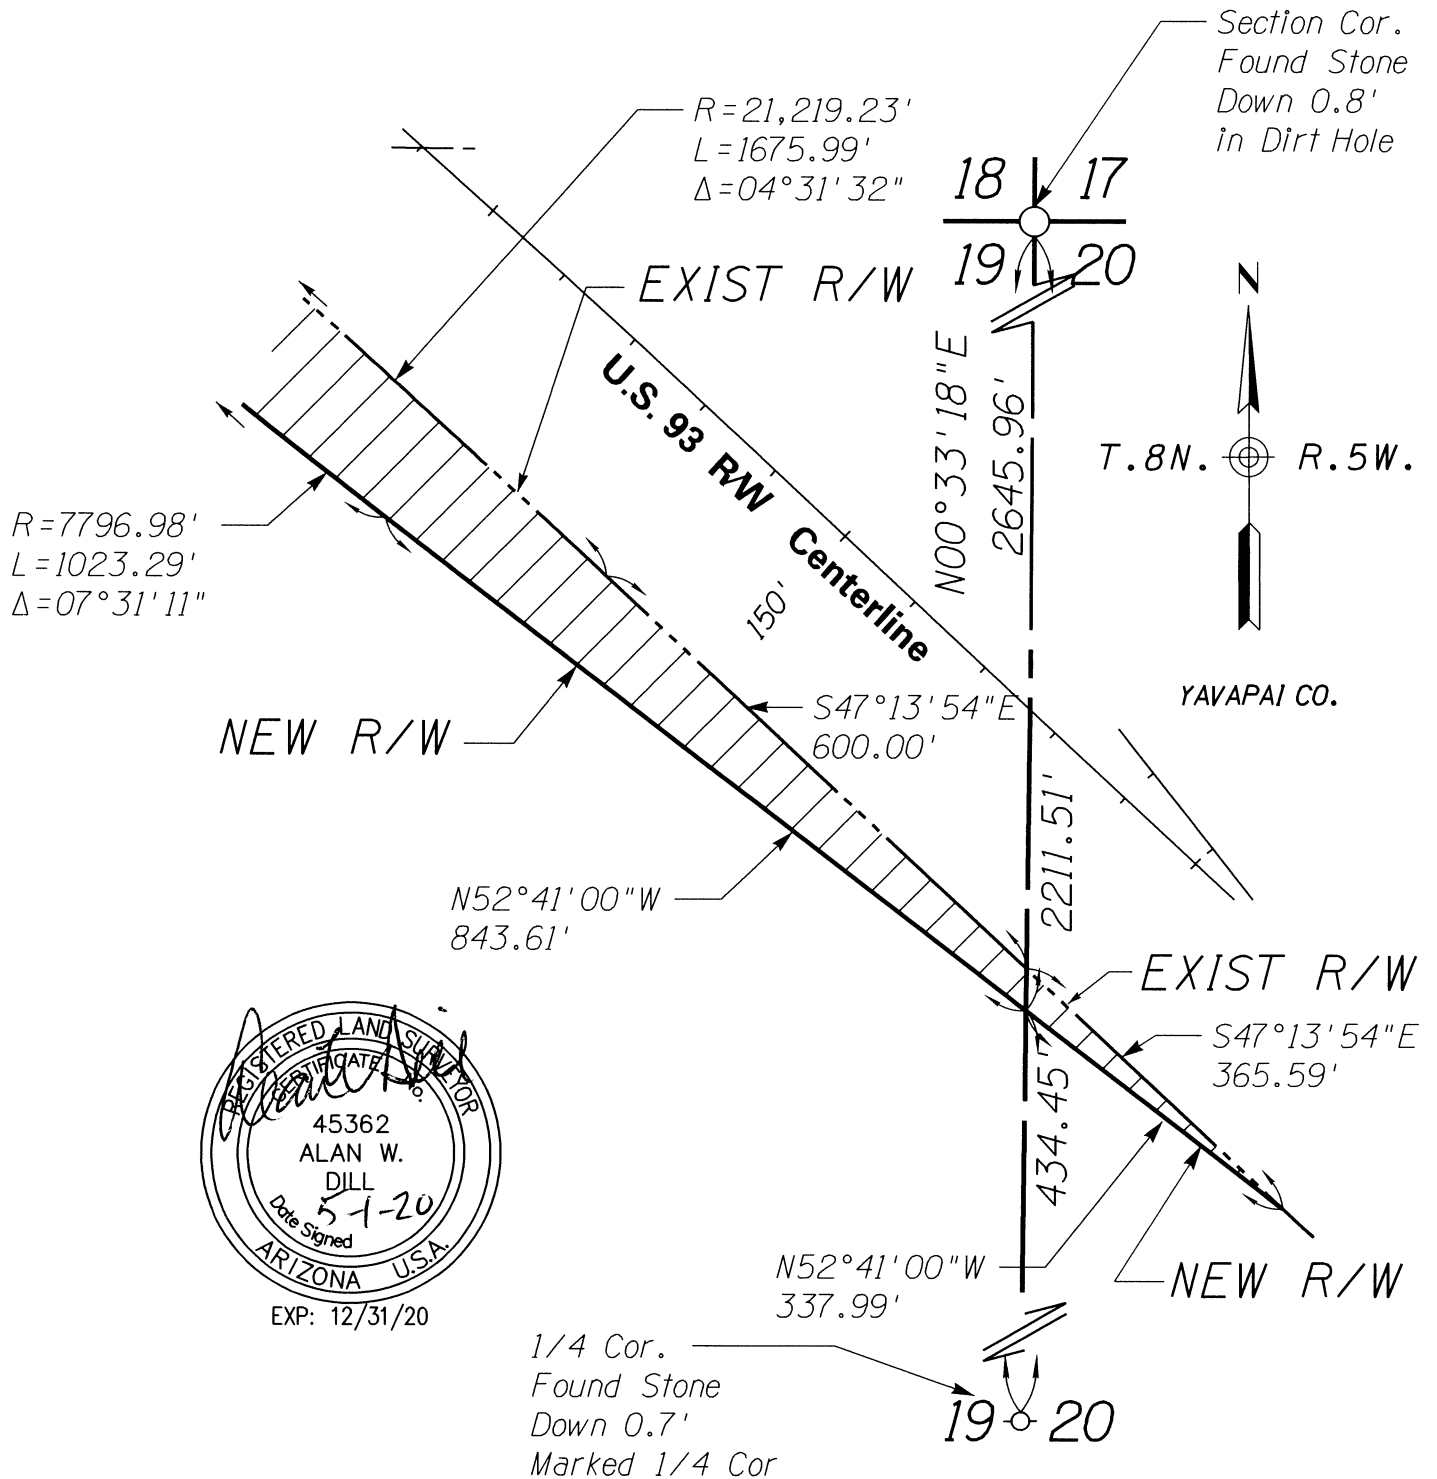 Section Cor.
Found Stone
Down 0.8'
in Dirt Hole
R=21,219.23'
L=1675.99'
Δ=04°31'32"
18 17
19 20
EXIST R/W
N
U.S. 93 R/W Centerline
N00°33'18"E
2645.96'
T.8N. R.5W.
R=7796.98'
L=1023.29'
Δ=07°31'11"
150'
YAVAPAI CO.
S47°13'54"E
600.00'
NEW R/W
2211.51'
N52°41'00"W
843.61'
EXIST R/W
S47°13'54"E
365.59'
434.45'
REGISTERED LAND SURVEYOR
CERTIFICATE No.
45362
ALAN W.
DILL
5-1-20
Date Signed
ARIZONA U.S.A.
EXP: 12/31/20
N52°41'00"W
337.99'
NEW R/W
1/4 Cor.
Found Stone
Down 0.7'
Marked 1/4 Cor
19 20